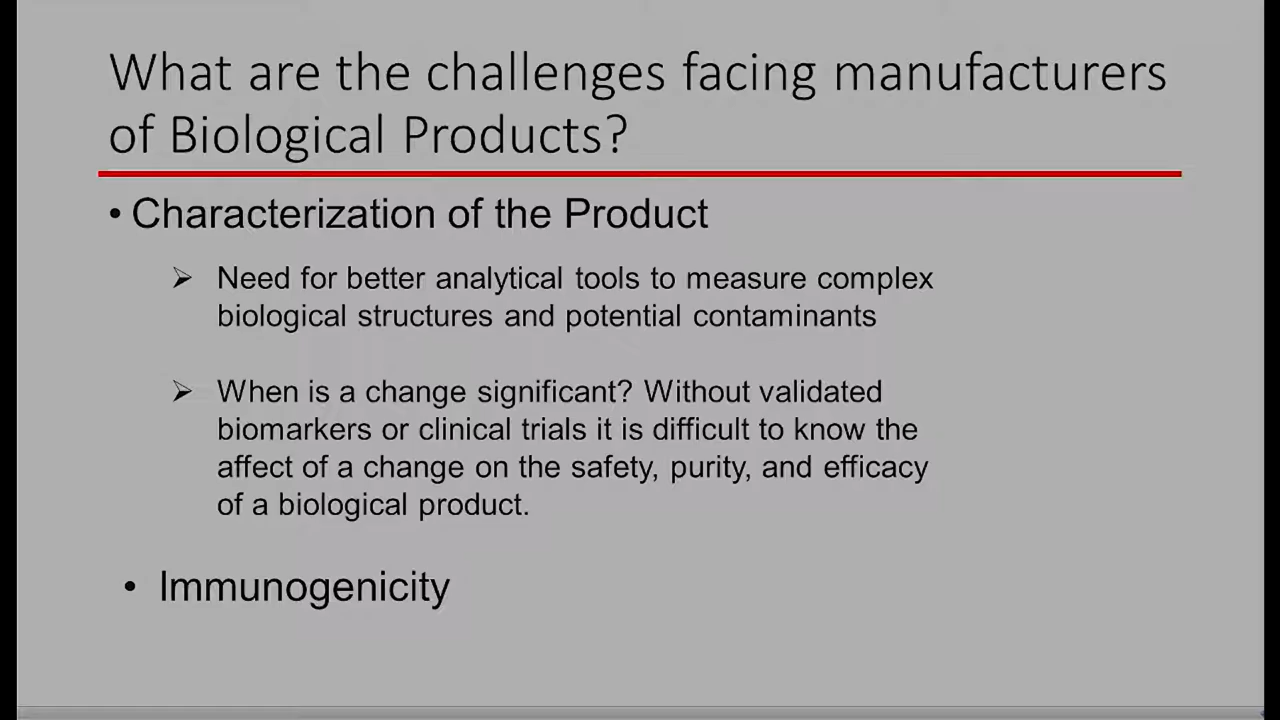 What are the challenges facing manufacturers
of Biological Products?
• Characterization of the Product
➢ Need for better analytical tools to measure complex
biological structures and potential contaminants
➢ When is a change significant? Without validated
biomarkers or clinical trials it is difficult to know the
affect of a change on the safety, purity, and efficacy
of a biological product.
• Immunogenicity